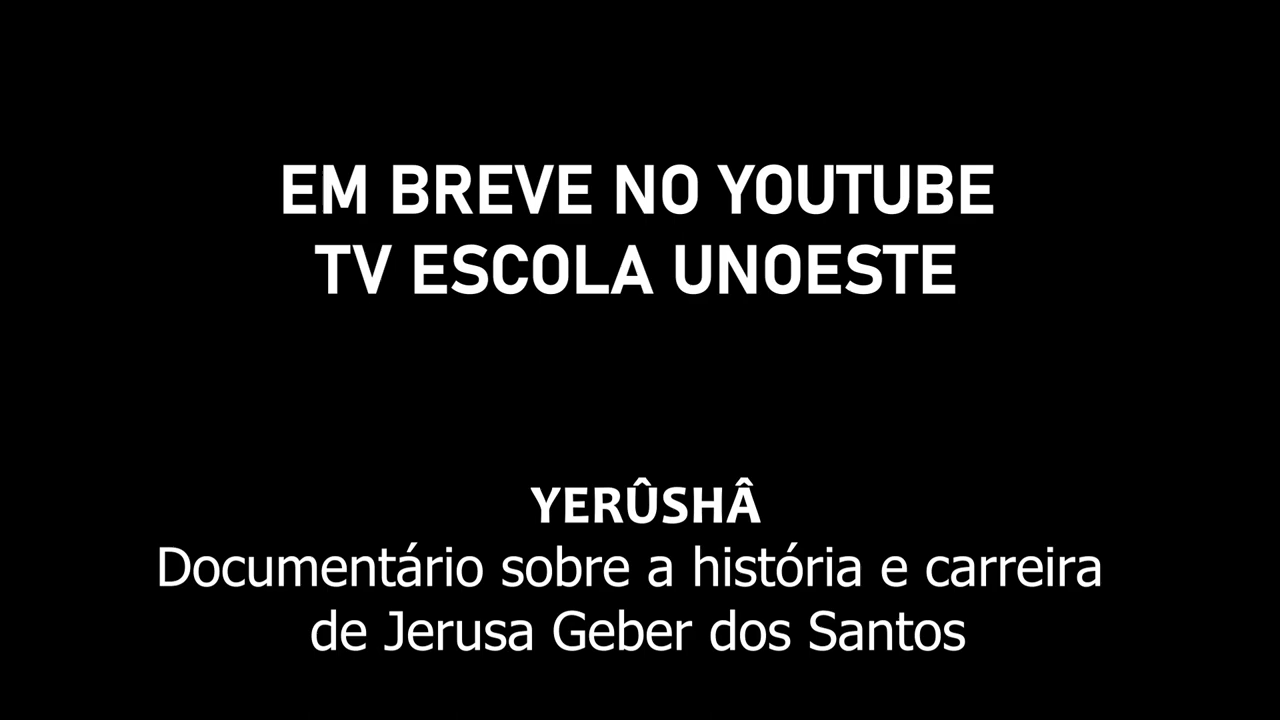 EM BREVE NO YOUTUBE
TV ESCOLA UNOESTE
YERÛSHÂ
Documentário sobre a história e carreira
de Jerusa Geber dos Santos